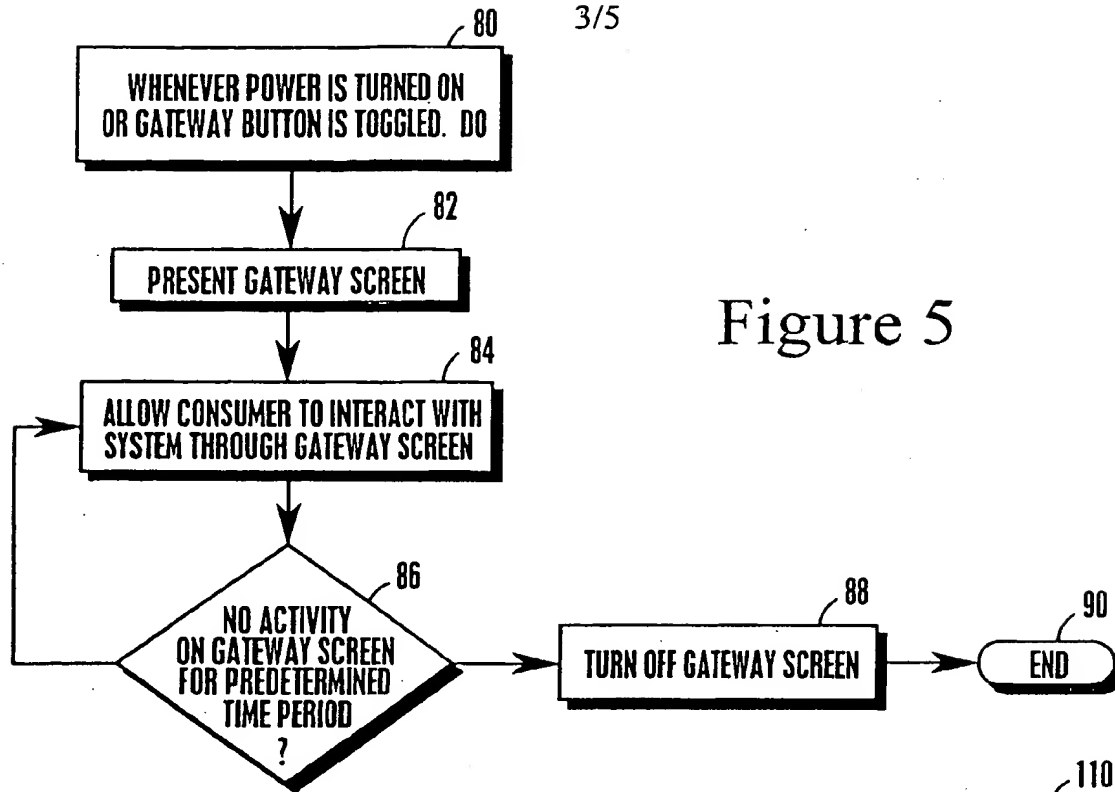 3/5
80
WHENEVER POWER IS TURNED ON
OR GATEWAY BUTTON IS TOGGLED. DO
82
PRESENT GATEWAY SCREEN
Figure 5
84
ALLOW CONSUMER TO INTERACT WITH
SYSTEM THROUGH GATEWAY SCREEN
86
NO ACTIVITY
ON GATEWAY SCREEN
FOR PREDETERMINED
TIME PERIOD
?
88
TURN OFF GATEWAY SCREEN
90
END
110